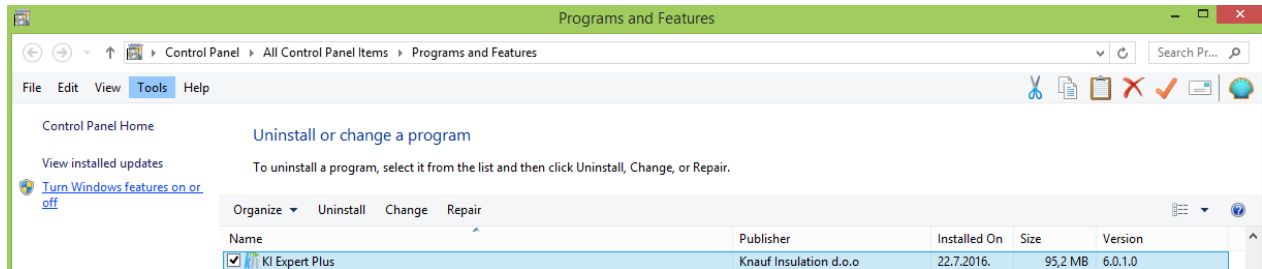 Programs and Features
Control Panel All Control Panel Items Programs and Features Search Pr...
File Edit View Tools Help
Control Panel Home
Uninstall or change a program
View installed updates
To uninstall a program, select it from the list and then click Uninstall, Change, or Repair.
Turn Windows features on or
off
Organize Uninstall Change Repair
Name Publisher Installed On Size Version
KI Expert Plus Knauf Insulation d.o.o 22.7.2016. 95,2 MB 6.0.1.0